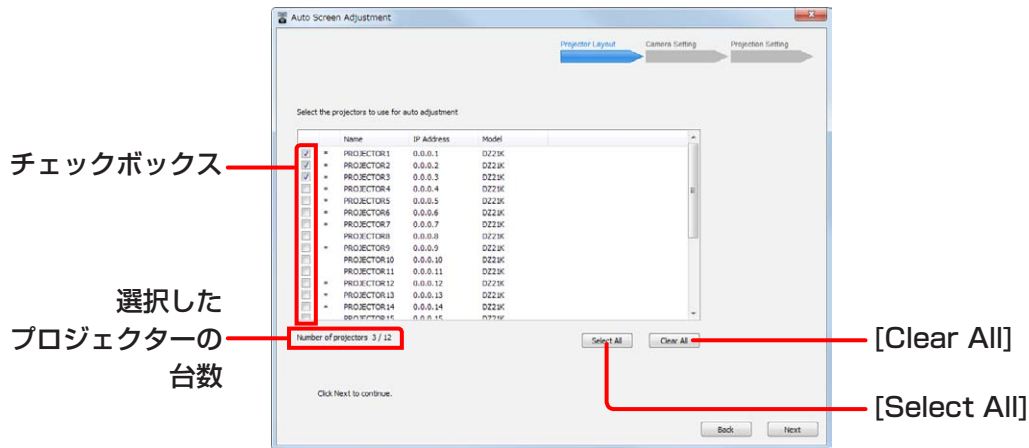 Auto Screen Adjustment
Projector Layout Camera Setting Projection Setting
Select the projectors to use for auto adjustment
Name IP Address Model
* PROJECTOR1 0.0.0.1 DZ21K
* PROJECTOR2 0.0.0.2 DZ21K
* PROJECTOR3 0.0.0.3 DZ21K
* PROJECTOR4 0.0.0.4 DZ21K
* PROJECTOR5 0.0.0.5 DZ21K
* PROJECTOR6 0.0.0.6 DZ21K
* PROJECTOR7 0.0.0.7 DZ21K
PROJECTOR8 0.0.0.8 DZ21K
* PROJECTOR9 0.0.0.9 DZ21K
PROJECTOR10 0.0.0.10 DZ21K
PROJECTOR11 0.0.0.11 DZ21K
* PROJECTOR12 0.0.0.12 DZ21K
* PROJECTOR13 0.0.0.13 DZ21K
* PROJECTOR14 0.0.0.14 DZ21K
PROJECTOR15 0.0.0.15 DZ21K
Number of projectors 3 / 12
Select All Clear All
Click Next to continue.
Back Next
チェックボックス
選択した
プロジェクターの
台数
[Clear All]
[Select All]